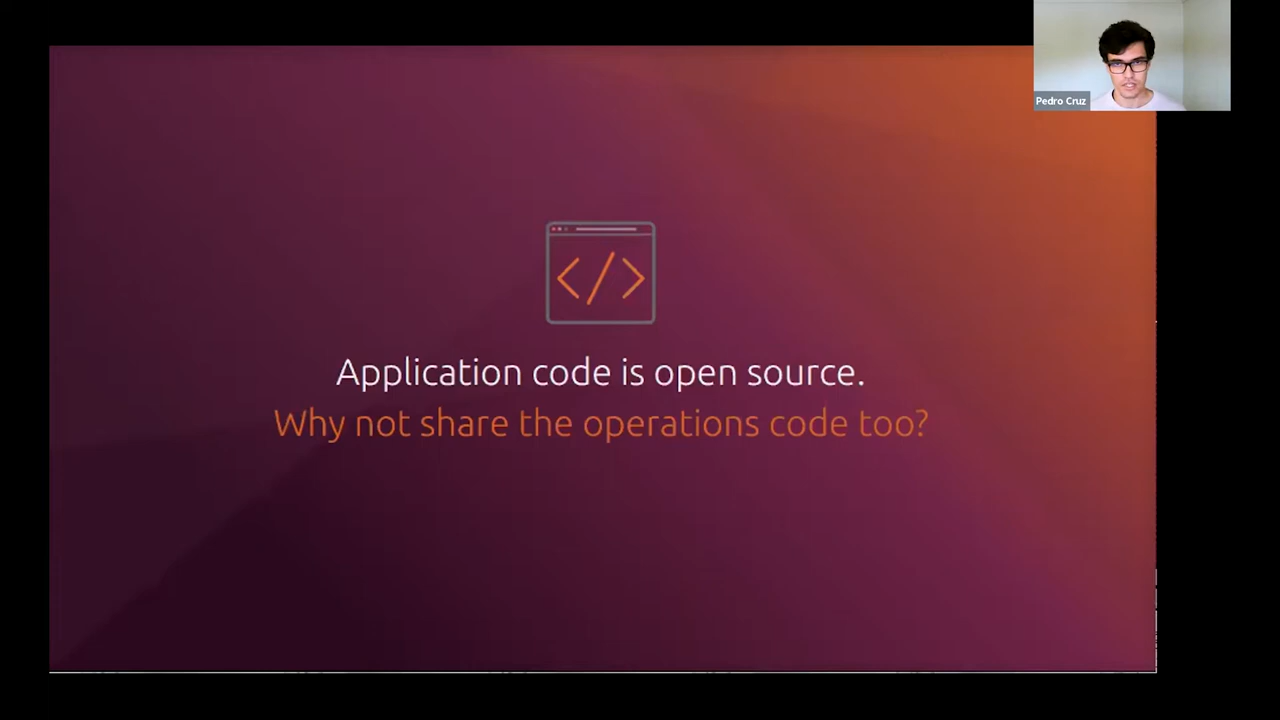 Pedro Cruz
</>
Application code is open source.
Why not share the operations code too?